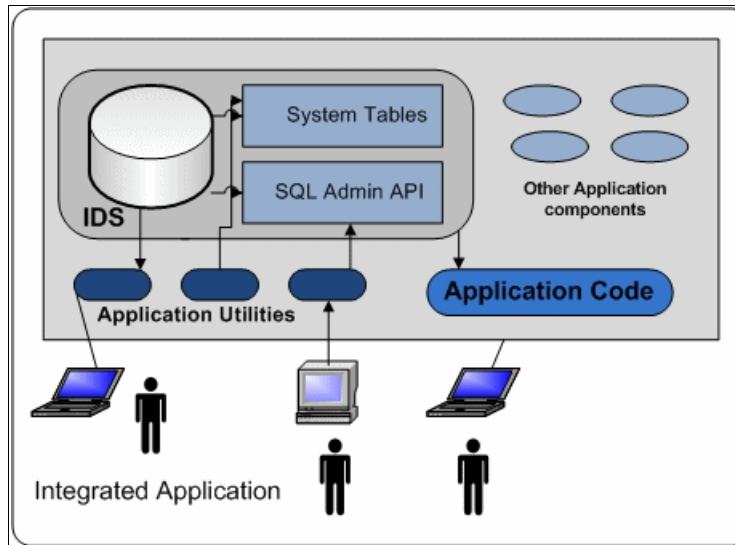 System Tables
SQL Admin API
IDS
Other Application
components
Application Utilities
Application Code
Integrated Application